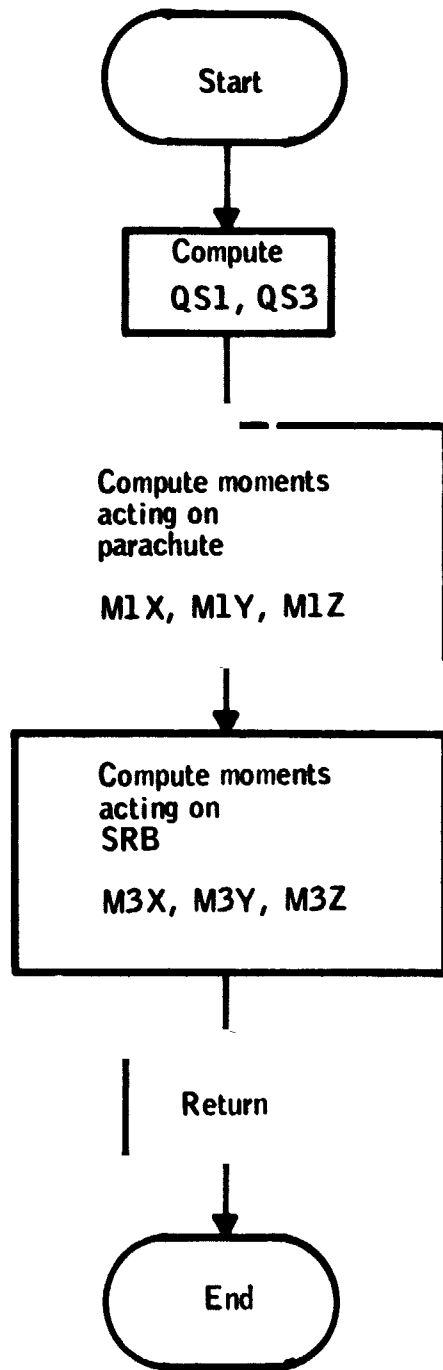 Start
Compute
QS1, QS3
Compute moments
acting on
parachute
M1X, M1Y, M1Z
Compute moments
acting on
SRB
M3X, M3Y, M3Z
Return
End